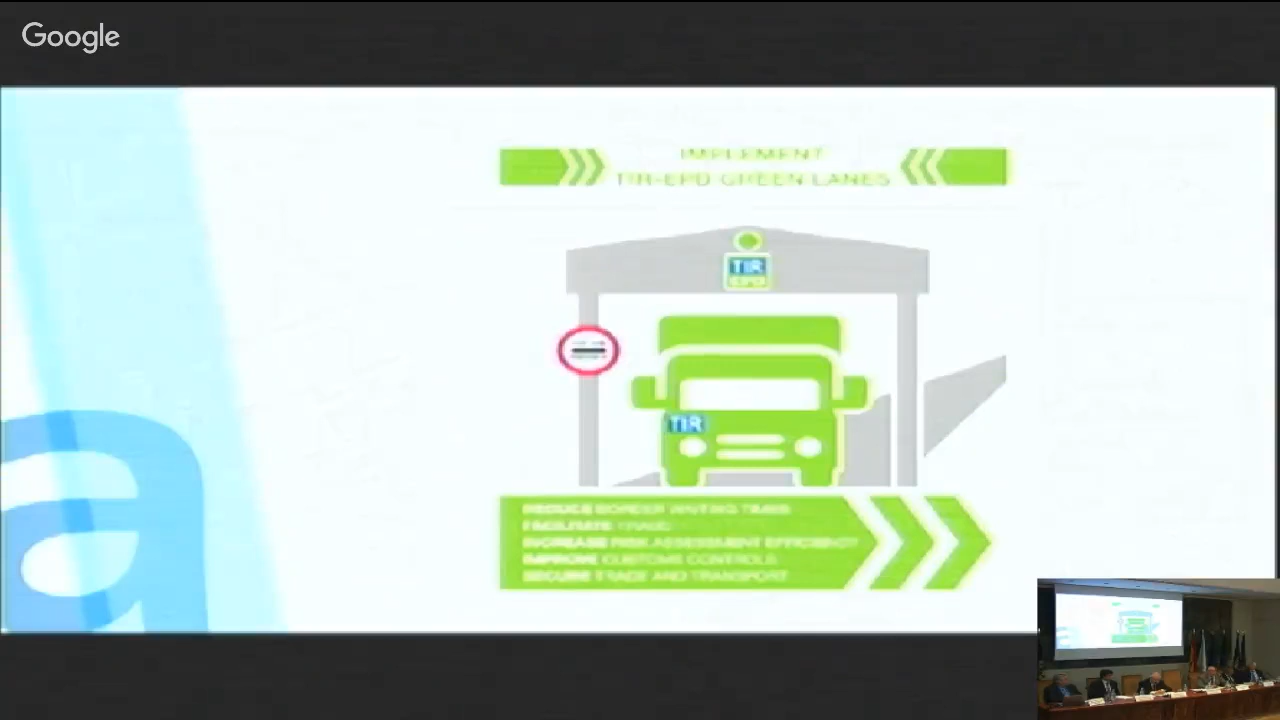 Google
IMPLEMENT
TIR-EPD GREEN LANES
TIR
EPD
TIR
REDUCE BORDER WAITING TIMES
FACILITATE TRADE
INCREASE RISK ASSESSMENT EFFICIENCY
IMPROVE CUSTOMS CONTROLS
SECURE TRADE AND TRANSPORT
a